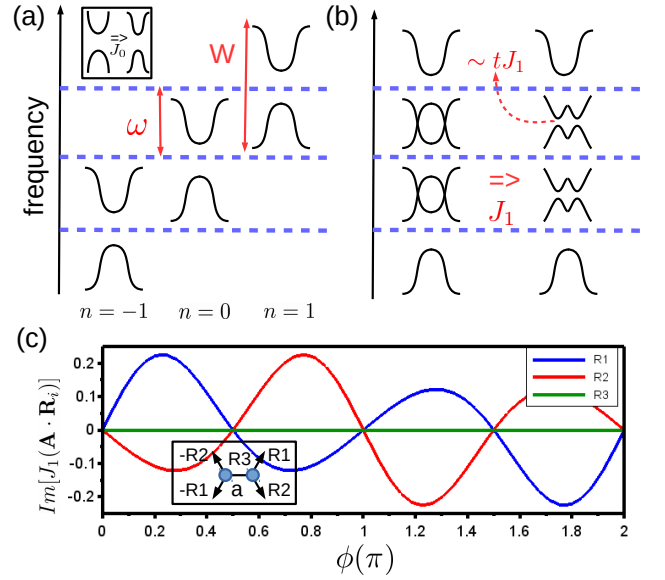 (a)
=>
J₀
W
ω
frequency
n = −1 n = 0 n = 1
(b)
∼ tJ₁
=>
J₁
(c)
Im[J₁(A · Rᵢ)]
0.2
0.1
0
-0.1
-0.2
R1
R2
R3
-R2 R3 R1
-R1 a R2
0 0.2 0.4 0.6 0.8 1 1.2 1.4 1.6 1.8 2
ϕ(π)